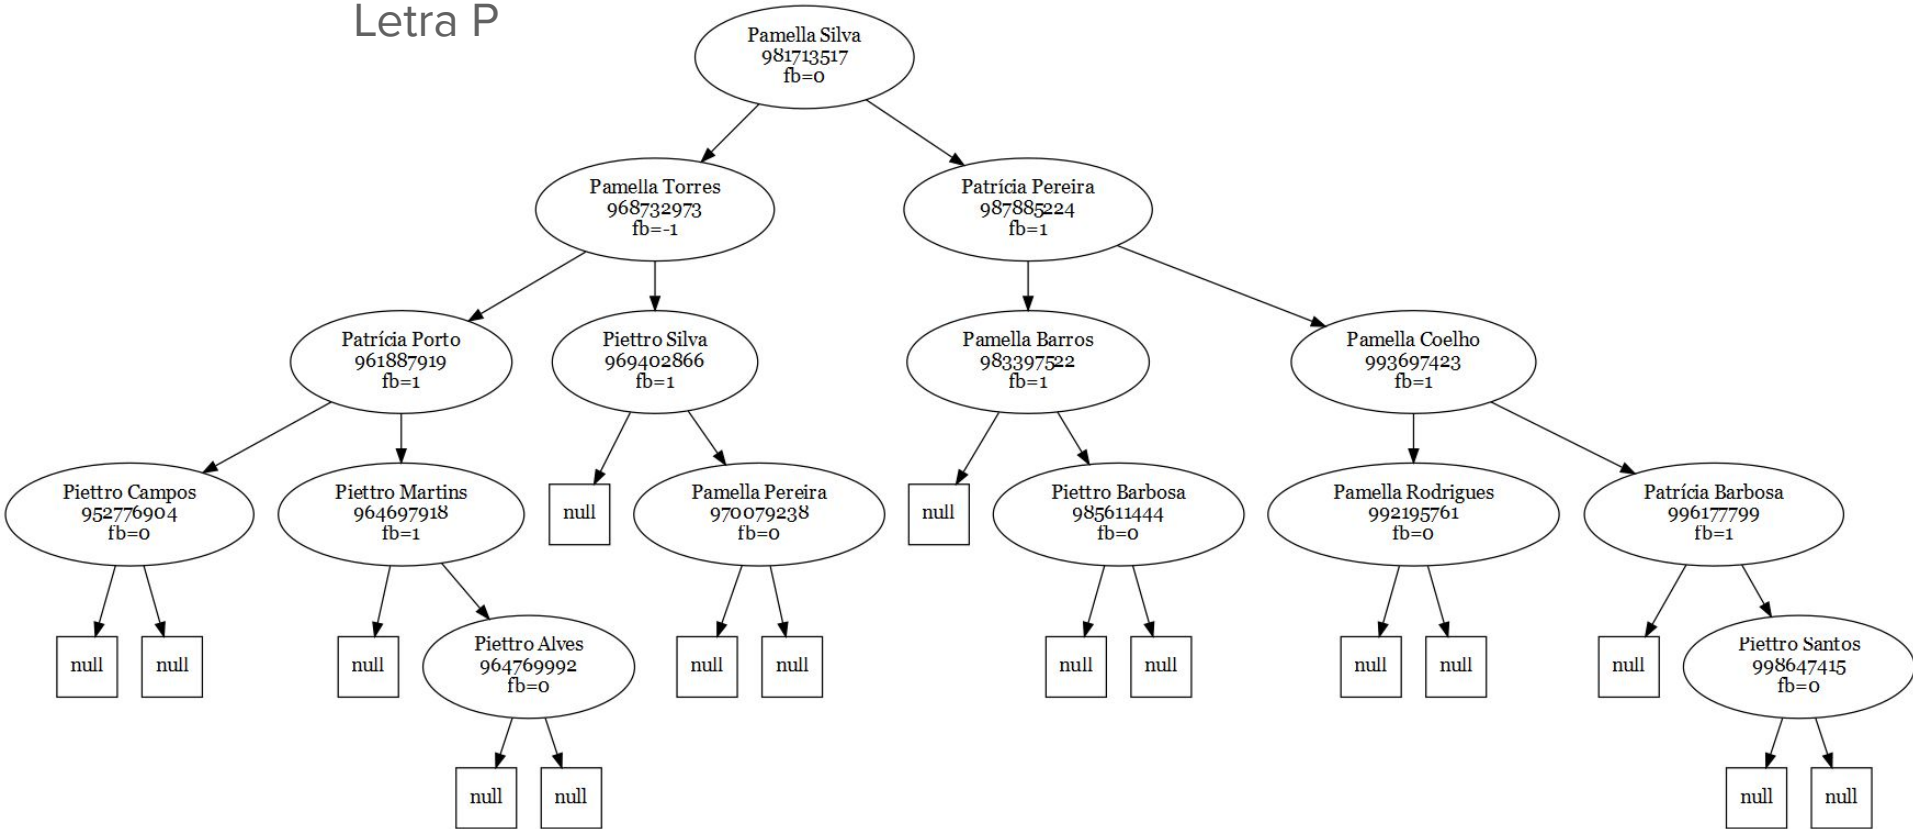 Letra P
Pamella Silva
981713517
fb=0
Pamella Torres
968732973
fb=-1
Patrícia Pereira
987885224
fb=1
Patrícia Porto
961887919
fb=1
Piettro Silva
969402866
fb=1
Pamella Barros
983397522
fb=1
Pamella Coelho
993697423
fb=1
Piettro Campos
952776904
fb=0
Piettro Martins
964697918
fb=1
null
Pamella Pereira
970079238
fb=0
null
Piettro Barbosa
985611444
fb=0
Pamella Rodrigues
992195761
fb=0
Patrícia Barbosa
996177799
fb=1
null
null
null
Piettro Alves
964769992
fb=0
null
null
null
null
null
null
null
Piettro Santos
998647415
fb=0
null
null
null
null